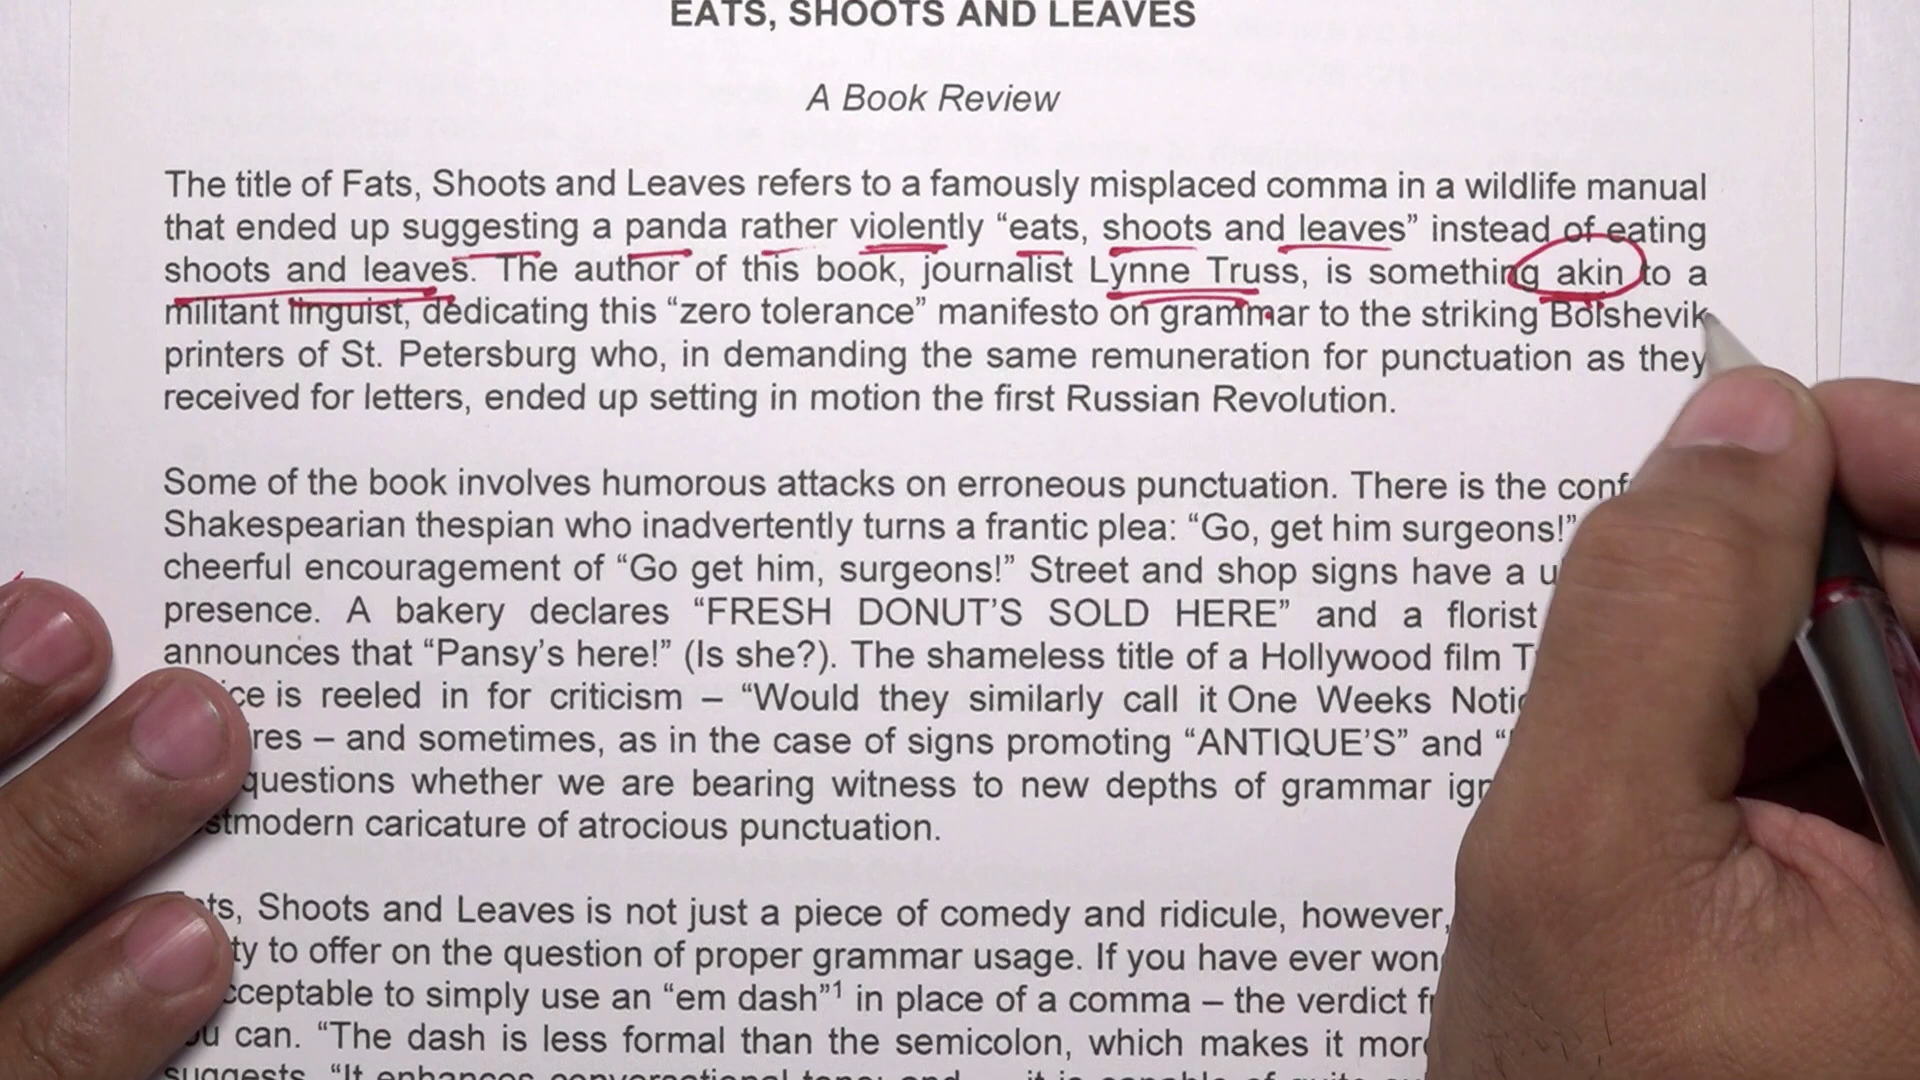 EATS, SHOOTS AND LEAVES
A Book Review
The title of Fats, Shoots and Leaves refers to a famously misplaced comma in a wildlife manual
that ended up suggesting a panda rather violently “eats, shoots and leaves” instead of eating
shoots and leaves. The author of this book, journalist Lynne Truss, is something akin to a
militant linguist, dedicating this “zero tolerance” manifesto on grammar to the striking Bolshevik
printers of St. Petersburg who, in demanding the same remuneration for punctuation as they
received for letters, ended up setting in motion the first Russian Revolution.
Some of the book involves humorous attacks on erroneous punctuation. There is the
Shakespearian thespian who inadvertently turns a frantic plea: “Go, get him surgeons!”
cheerful encouragement of “Go get him, surgeons!” Street and shop signs have a
presence. A bakery declares “FRESH DONUT’S SOLD HERE” and a florist
announces that “Pansy’s here!” (Is she?). The shameless title of a Hollywood film
is reeled in for criticism – “Would they similarly call it One Weeks
– and sometimes, as in the case of signs promoting “ANTIQUE’S” and
questions whether we are bearing witness to new depths of grammar
caricature of atrocious punctuation.
Shoots and Leaves is not just a piece of comedy and ridicule, however,
to offer on the question of proper grammar usage. If you have ever
to simply use an “em dash”1 in place of a comma – the verdict
can. “The dash is less formal than the semicolon, which makes it
suggests. “It enhances conversational tone; and